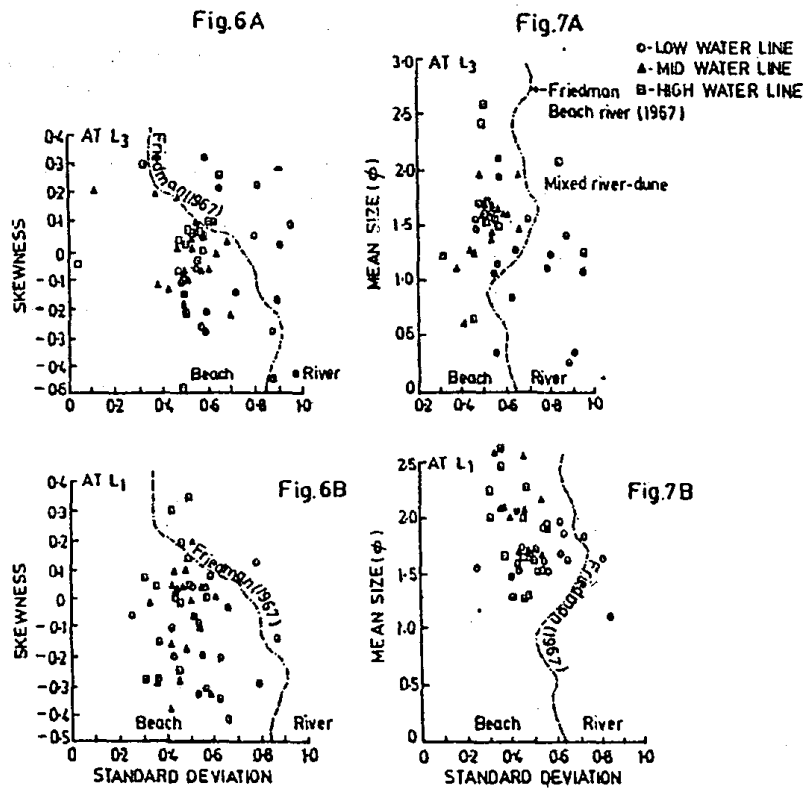 Fig.6A
Fig.7A
AT L3
0.4
0.3
0.2
0.1
0
-0.1
-0.2
-0.3
-0.4
-0.5
SKEWNESS
Friedman(1967)
Beach
River
0
0.2
0.4
0.6
0.8
1.0
AT L3
3.0
2.5
2.0
1.5
1.0
0.5
0
MEAN SIZE (ϕ)
-LOW WATER LINE
-MID WATER LINE
-HIGH WATER LINE
Friedman
Beach river (1967)
Mixed river-dune
Beach
River
0.2
0.4
0.6
0.8
1.0
AT L1
Fig.6B
0.4
0.3
0.2
0.1
0
-0.1
-0.2
-0.3
-0.4
-0.5
SKEWNESS
Friedman(1967)
Beach
River
0
0.2
0.4
0.6
0.8
1.0
STANDARD DEVIATION
AT L1
Fig.7B
2.5
2.0
1.5
1.0
0.5
0
MEAN SIZE (ϕ)
Friedman(1967)
Beach
River
0
0.2
0.4
0.6
0.8
1.0
STANDARD DEVIATION